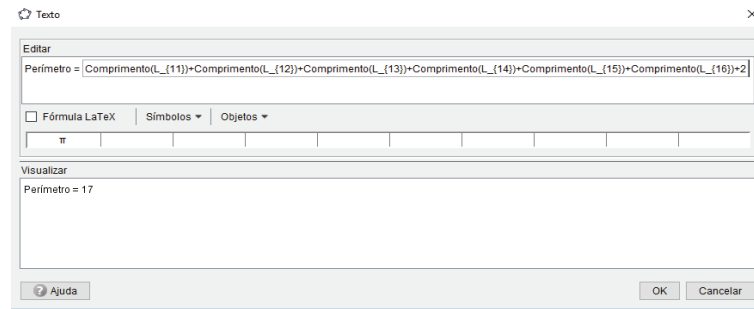 Texto
Editar
Perímetro = Comprimento(L_{11})+Comprimento(L_{12})+Comprimento(L_{13})+Comprimento(L_{14})+Comprimento(L_{15})+Comprimento(L_{16})+2
Fórmula LaTeX Símbolos Objetos
π
Visualizar
Perímetro = 17
Ajuda OK Cancelar